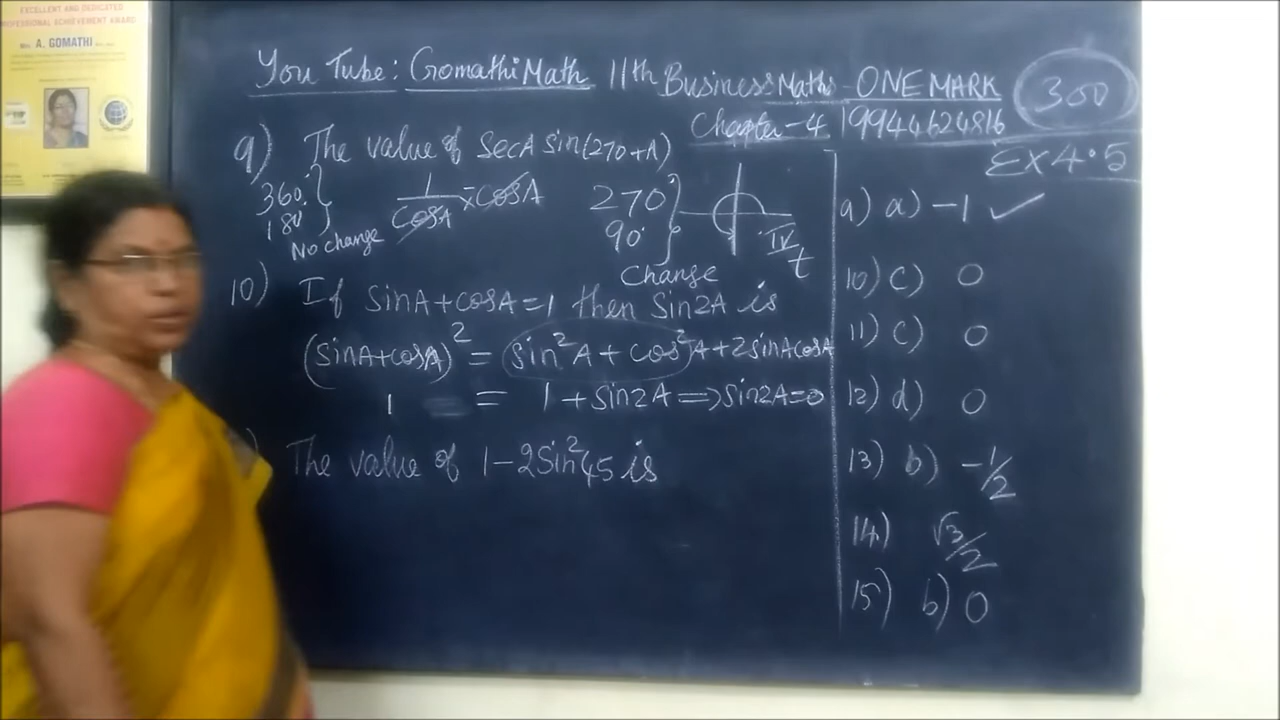 EXCELLENT AND DEDICATED
PROFESSIONAL ACHIEVEMENT AWARD
A. GOMATHI
You Tube: Gomathi Math 11th Business Maths ONE MARK 300
Chapter-4 19944624816
EX 4.5
9) The value of SecA sin(270+A)
360° } 1/CosA × CosA 270° }
180 } 90° } IV
No change Change t
10) If sinA+cosA=1 then Sin2A is
(sinA+cosA)² = sin²A + cos²A+2sinAcosA
1 = 1+sin2A⟹sin2A=0
) The value of 1-2Sin²45 is
9) a) -1 ✓
10) c) 0
11) c) 0
12) d) 0
13) b) -1/2
14) √3/2
15) b) 0